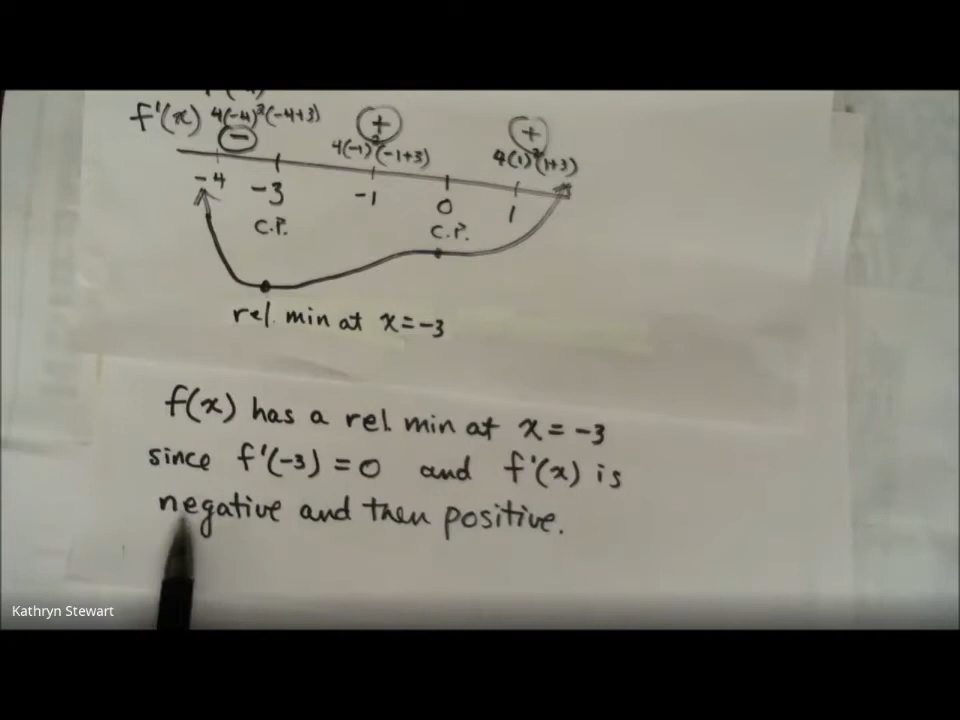 f'(x) 4(-4)²(-4+3) + +
− 4(-1)²(-1+3) 4(1)²(1+3)
-4 -3 -1 0 1
C.P. C.P.
rel. min at x=-3
f(x) has a rel. min at x = -3
since f'(-3) = 0 and f'(x) is
negative and then positive.
Kathryn Stewart